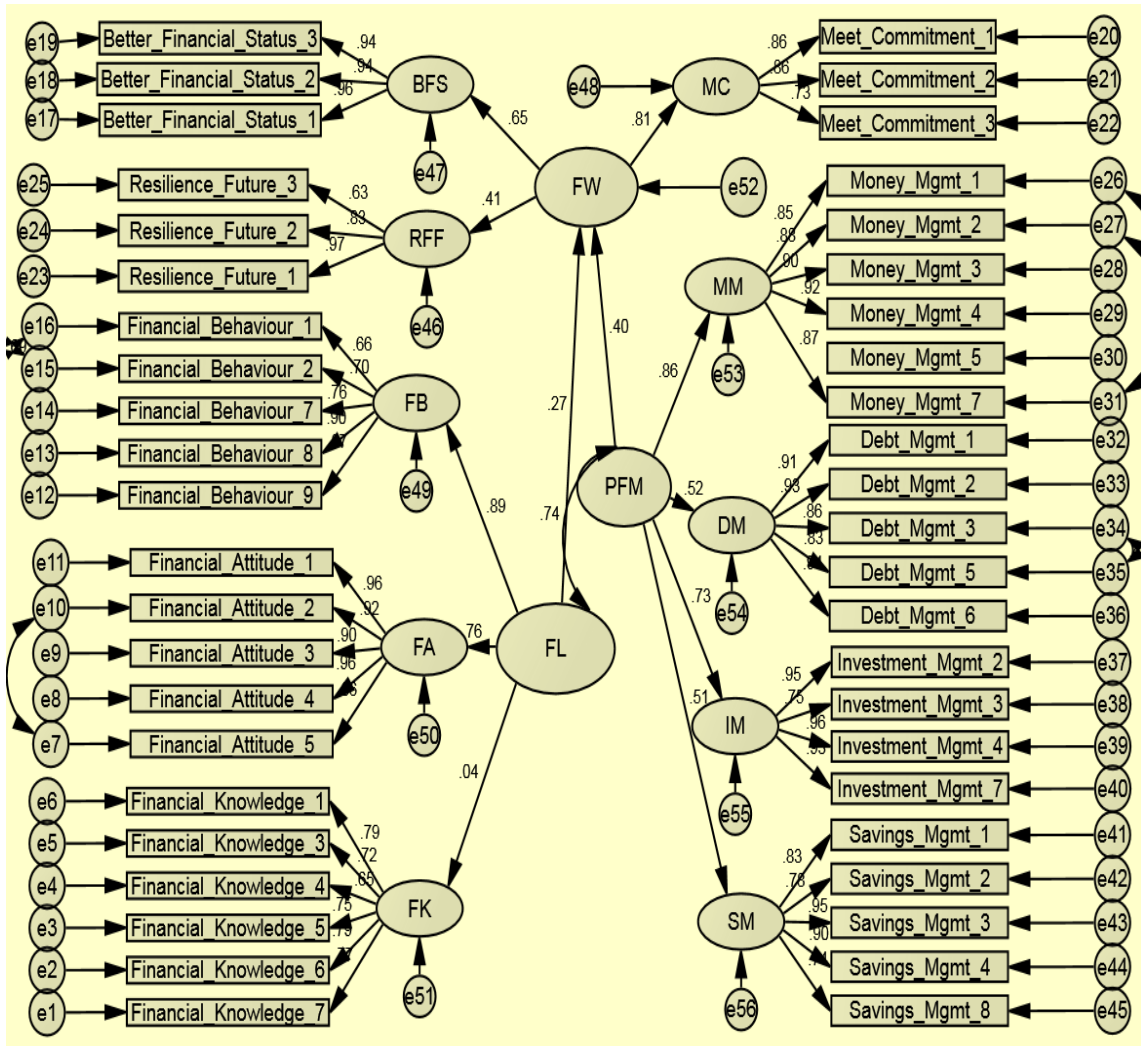 e19
Better_Financial_Status_3
.94
e18
Better_Financial_Status_2
.94
e17
Better_Financial_Status_1
.96
BFS
e47
.65
e25
Resilience_Future_3
.63
e24
Resilience_Future_2
.83
e23
Resilience_Future_1
.97
RFF
e46
.41
e16
Financial_Behaviour_1
.66
e15
Financial_Behaviour_2
.70
e14
Financial_Behaviour_7
.76
e13
Financial_Behaviour_8
.90
e12
Financial_Behaviour_9
FB
e49
.89
e11
Financial_Attitude_1
.96
e10
Financial_Attitude_2
.92
e9
Financial_Attitude_3
.90
e8
Financial_Attitude_4
.96
e7
Financial_Attitude_5
FA
e50
.76
e6
Financial_Knowledge_1
.79
e5
Financial_Knowledge_3
.72
e4
Financial_Knowledge_4
.65
e3
Financial_Knowledge_5
.75
e2
Financial_Knowledge_6
.79
e1
Financial_Knowledge_7
.77
FK
e51
.04
FW
e52
.27
.40
.74
PFM
FL
e48
MC
.81
.86
Meet_Commitment_1
e20
.86
Meet_Commitment_2
e21
.73
Meet_Commitment_3
e22
MM
e53
.86
.85
Money_Mgmt_1
e26
.88
Money_Mgmt_2
e27
.90
Money_Mgmt_3
e28
.92
Money_Mgmt_4
e29
Money_Mgmt_5
e30
.87
Money_Mgmt_7
e31
DM
e54
.52
.91
Debt_Mgmt_1
e32
.93
Debt_Mgmt_2
e33
.86
Debt_Mgmt_3
e34
.83
Debt_Mgmt_5
e35
Debt_Mgmt_6
e36
IM
e55
.73
.95
Investment_Mgmt_2
e37
.75
Investment_Mgmt_3
e38
.96
Investment_Mgmt_4
e39
.95
Investment_Mgmt_7
e40
SM
e56
.51
.83
Savings_Mgmt_1
e41
.78
Savings_Mgmt_2
e42
.95
Savings_Mgmt_3
e43
.90
Savings_Mgmt_4
e44
Savings_Mgmt_8
e45